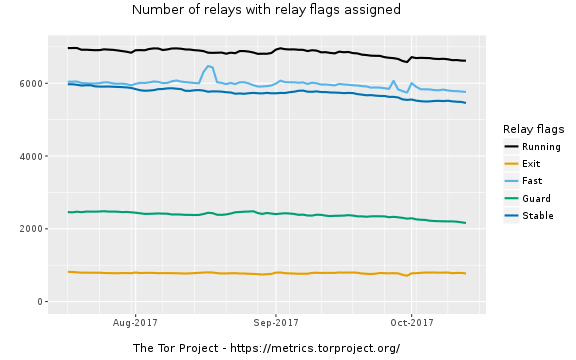 Number of relays with relay flags assigned
6000
4000
2000
0
Aug-2017 Sep-2017 Oct-2017
Relay flags
Running
Exit
Fast
Guard
Stable
The Tor Project - https://metrics.torproject.org/